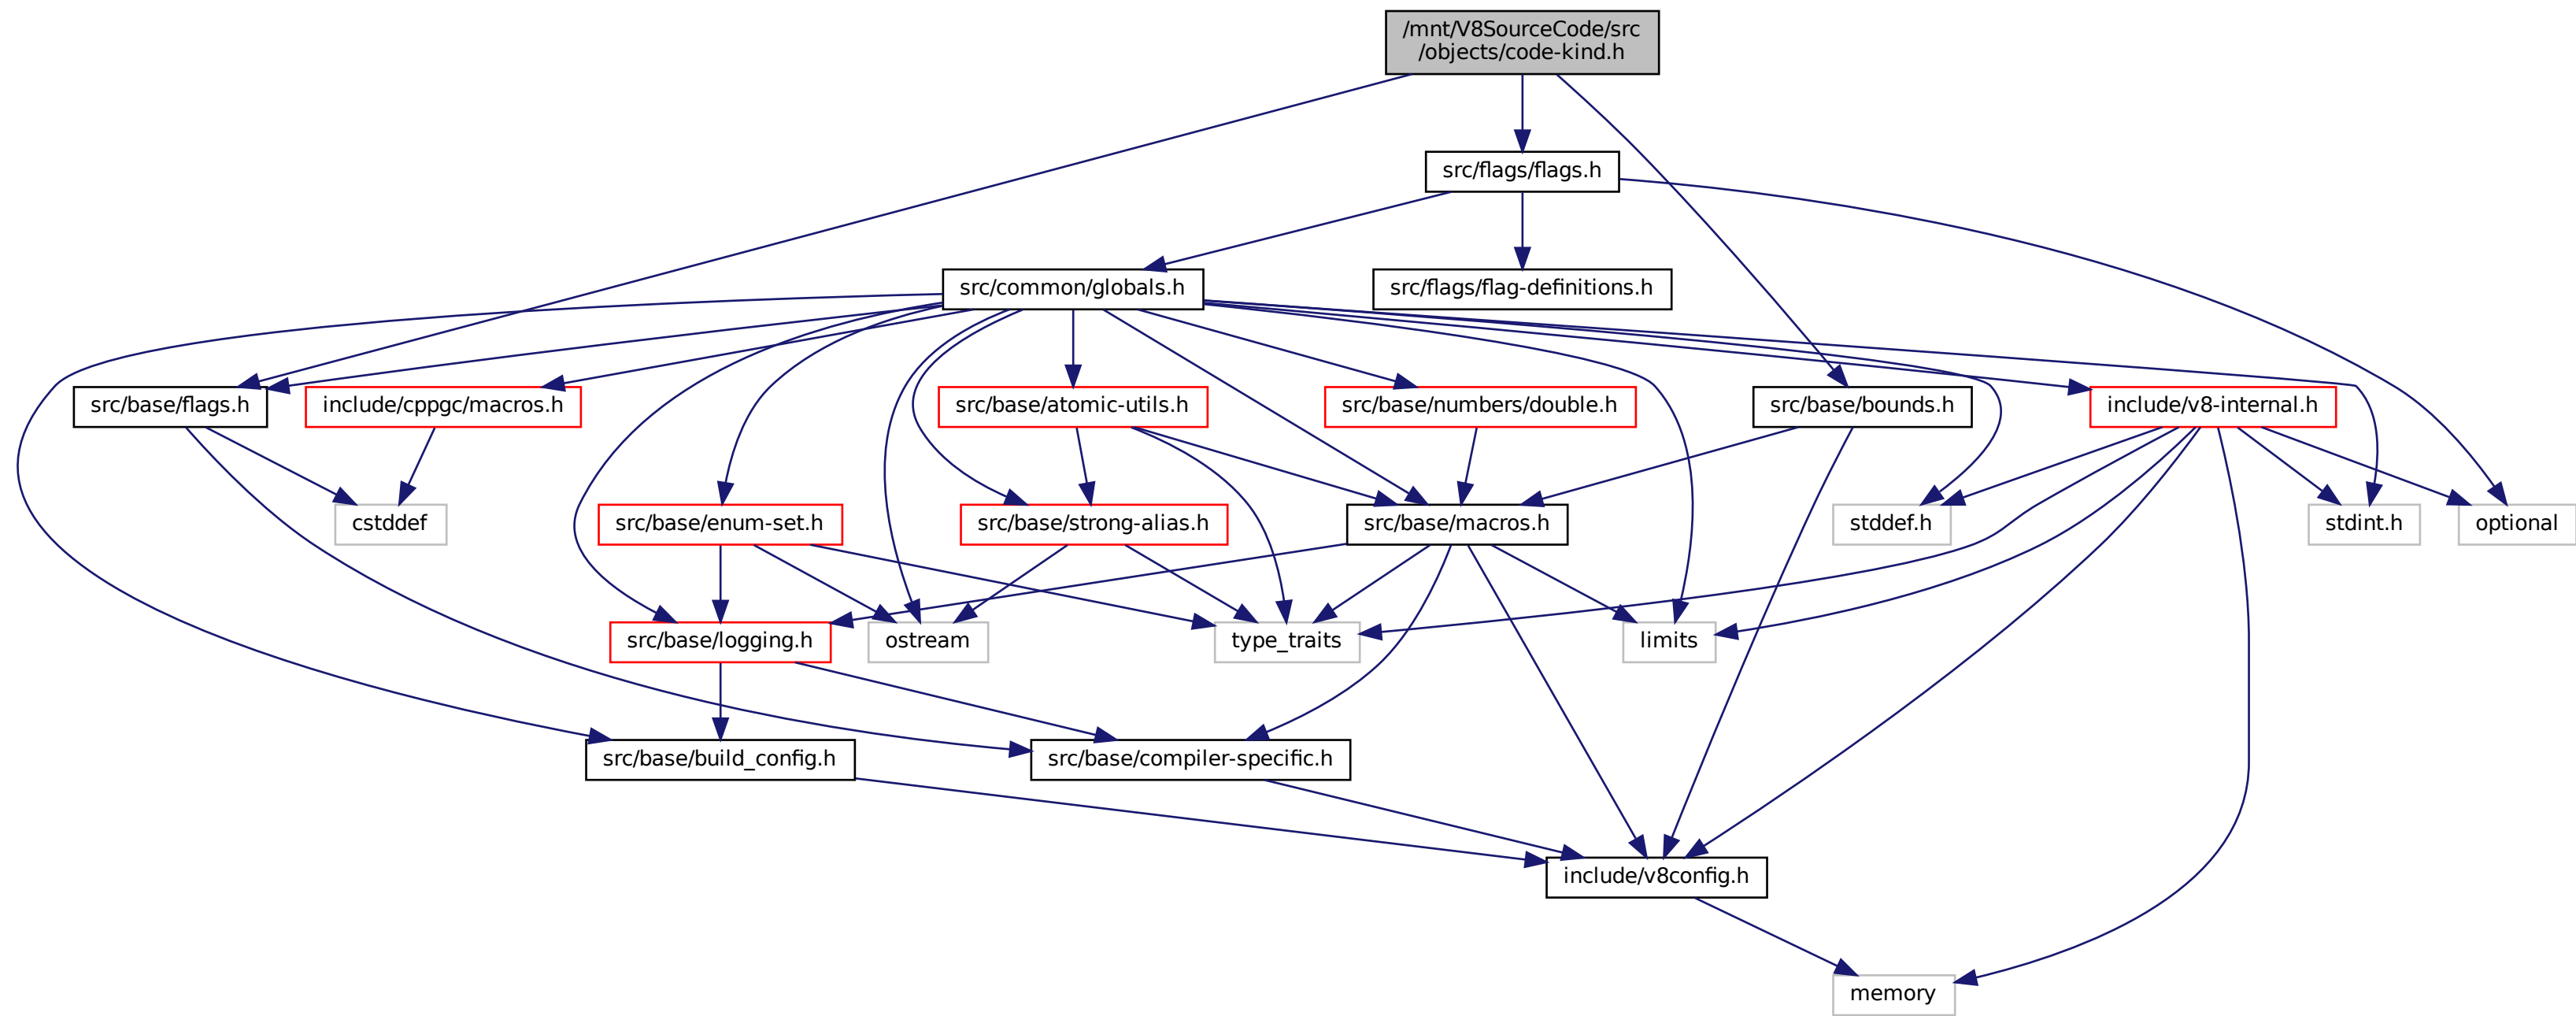 /mnt/V8SourceCode/src
/objects/code-kind.h
src/flags/flags.h
src/common/globals.h
src/flags/flag-definitions.h
src/base/flags.h
include/cppgc/macros.h
src/base/atomic-utils.h
src/base/numbers/double.h
src/base/bounds.h
include/v8-internal.h
cstddef
src/base/enum-set.h
src/base/strong-alias.h
src/base/macros.h
stddef.h
stdint.h
optional
src/base/logging.h
ostream
type_traits
limits
src/base/build_config.h
src/base/compiler-specific.h
include/v8config.h
memory